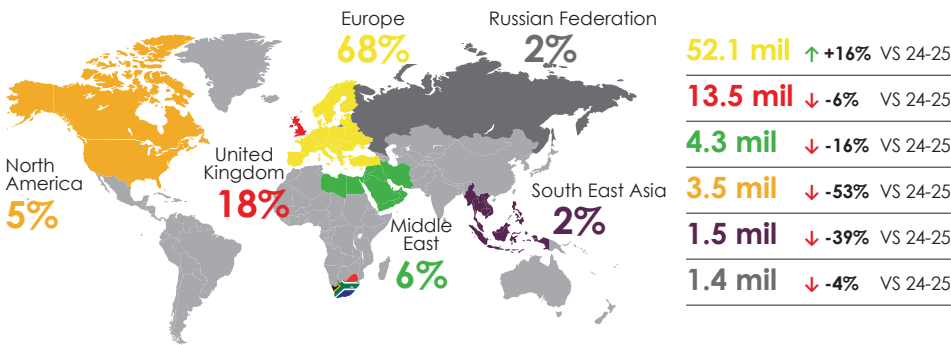 Europe
68%
Russian Federation
2%
North
America
5%
United
Kingdom
18%
Middle
East
6%
South East Asia
2%
52.1 mil ↑ +16% VS 24-25
13.5 mil ↓ -6% VS 24-25
4.3 mil ↓ -16% VS 24-25
3.5 mil ↓ -53% VS 24-25
1.5 mil ↓ -39% VS 24-25
1.4 mil ↓ -4% VS 24-25